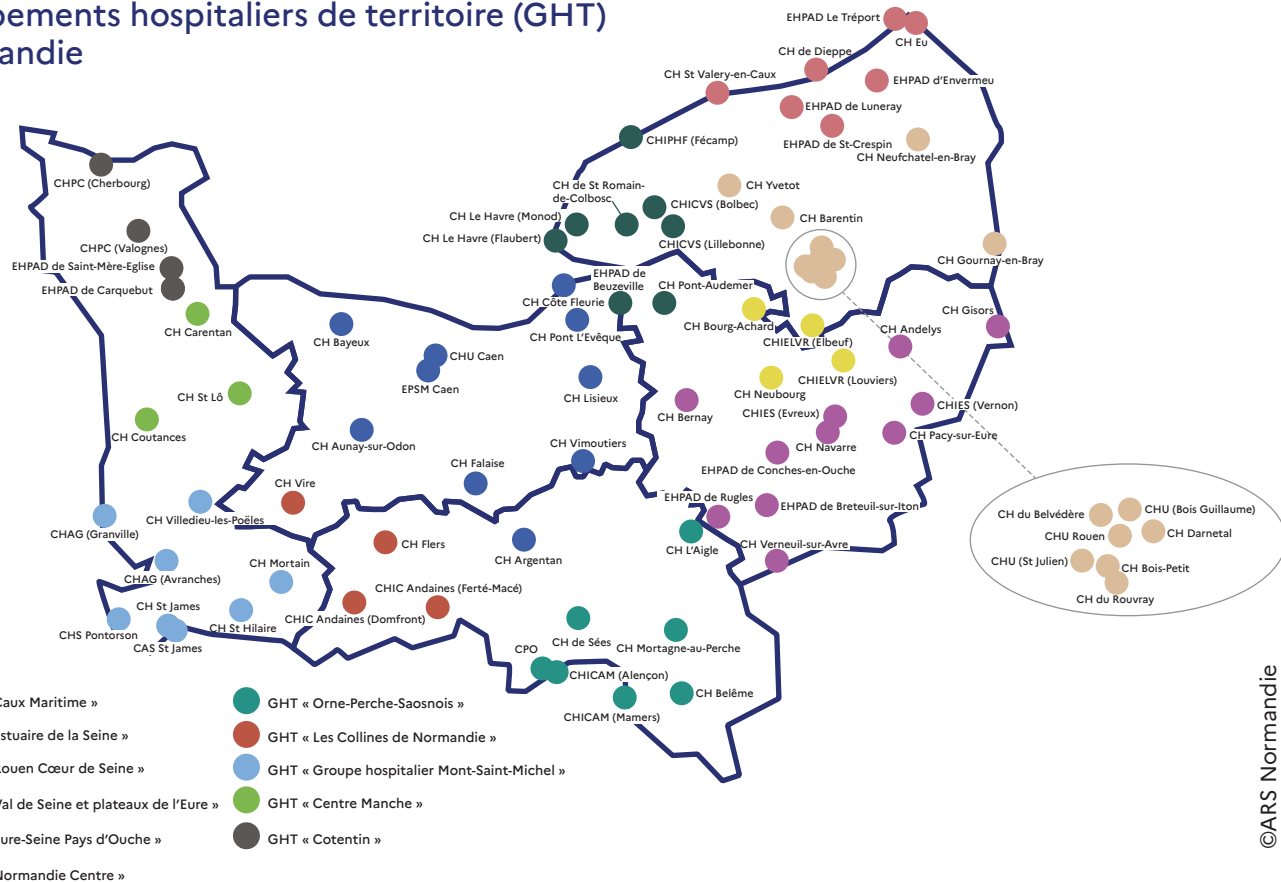 pements hospitaliers de territoire (GHT)
andie
EHPAD Le Tréport
CH Eu
CH de Dieppe
CH St Valery-en-Caux
EHPAD d'Envermeu
EHPAD de Luneray
CHIPHF (Fécamp)
EHPAD de St-Crespin
CH Neufchatel-en-Bray
CHPC (Cherbourg)
CH de St Romain-
de-Colbosc
CH Yvetot
CHICVS (Bolbec)
CH Le Havre (Monod)
CH Barentin
CH Le Havre (Flaubert)
CHICVS (Lillebonne)
CHPC (Valognes)
CH Gournay-en-Bray
EHPAD de Saint-Mère-Eglise
EHPAD de Carquebut
EHPAD de
Beuzeville
CH Pont-Audemer
CH Côte Fleurie
CH Gisors
CH Carentan
CH Bourg-Achard
CH Andelys
CH Bayeux
CH Pont L'Evêque
CHIELVR (Elbeuf)
CHU Caen
EPSM Caen
CHIELVR (Louviers)
CH St Lô
CH Lisieux
CH Neubourg
CHIES (Vernon)
CH Bernay
CHIES (Evreux)
CH Coutances
CH Pacy-sur-Eure
CH Aunay-sur-Odon
CH Vimoutiers
CH Navarre
CH Falaise
EHPAD de Conches-en-Ouche
CH Vire
EHPAD de Rugles
EHPAD de Breteuil-sur-Iton
CH Villedieu-les-Poëles
CHAG (Granville)
CH du Belvédère
CHU (Bois Guillaume)
CHU Rouen
CH Darnetal
CH Flers
CH Argentan
CH L'Aigle
CH Verneuil-sur-Avre
CHU (St Julien)
CH Bois-Petit
CH du Rouvray
CH Mortain
CHAG (Avranches)
CHIC Andaines (Ferté-Macé)
CH St James
CHIC Andaines (Domfront)
CH St Hilaire
CHS Pontorson
CAS St James
CH de Sées
CH Mortagne-au-Perche
CPO
CHICAM (Alençon)
CH Belême
CHICAM (Mamers)
Caux Maritime »
stuaire de la Seine »
ouen Cœur de Seine »
Val de Seine et plateaux de l'Eure »
ure-Seine Pays d'Ouche »
Normandie Centre »
GHT « Orne-Perche-Saosnois »
GHT « Les Collines de Normandie »
GHT « Groupe hospitalier Mont-Saint-Michel »
GHT « Centre Manche »
GHT « Cotentin »
©ARS Normandie